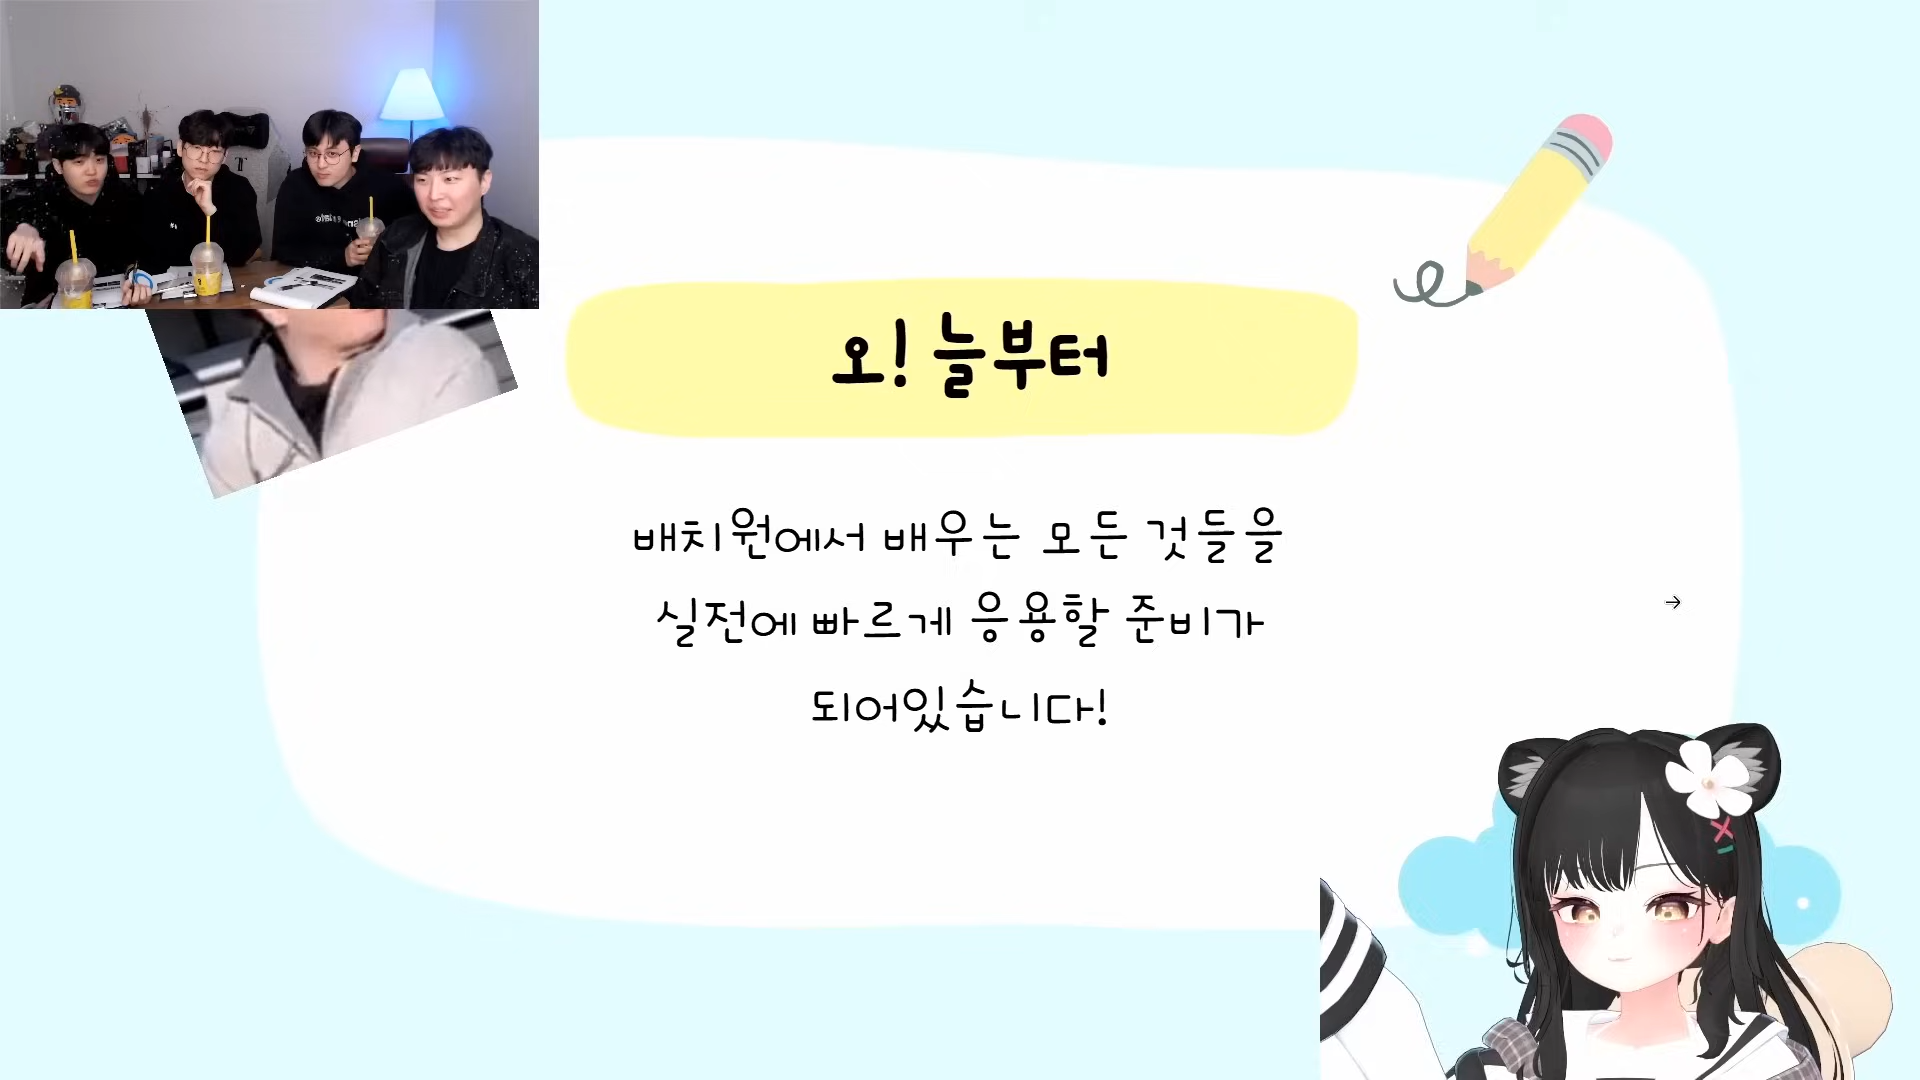 오! 늘부터
배치원에서 배우는 모든 것들을
실전에 빠르게 응용할 준비가
되어있습니다!